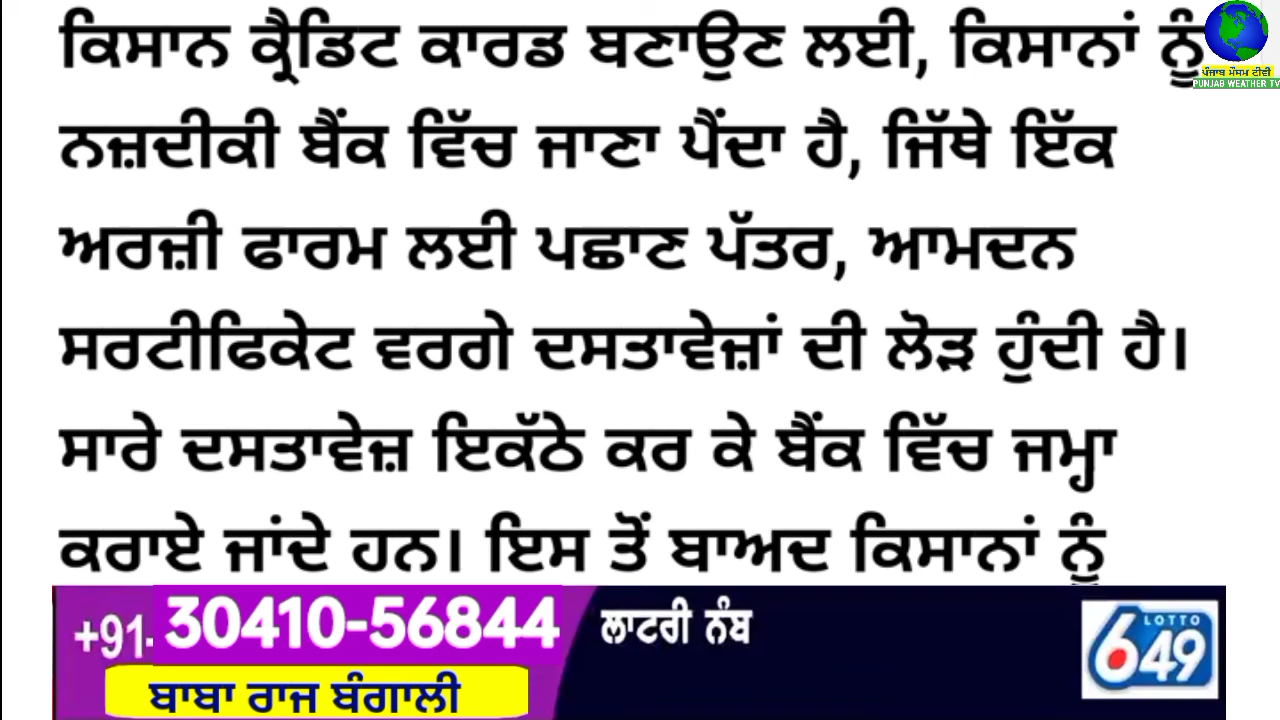 ਕਿਸਾਨ ਕ੍ਰੈਡਿਟ ਕਾਰਡ ਬਣਾਉਣ ਲਈ, ਕਿਸਾਨਾਂ ਨੂੰ
ਪੰਜਾਬ ਮੌਸਮ ਟੀਵੀ
PUNJAB WEATHER TV
ਨਜ਼ਦੀਕੀ ਬੈਂਕ ਵਿੱਚ ਜਾਣਾ ਪੈਂਦਾ ਹੈ, ਜਿੱਥੇ ਇੱਕ
ਅਰਜ਼ੀ ਫਾਰਮ ਲਈ ਪਛਾਣ ਪੱਤਰ, ਆਮਦਨ
ਸਰਟੀਫਿਕੇਟ ਵਰਗੇ ਦਸਤਾਵੇਜ਼ਾਂ ਦੀ ਲੋੜ ਹੁੰਦੀ ਹੈ।
ਸਾਰੇ ਦਸਤਾਵੇਜ਼ ਇਕੱਠੇ ਕਰ ਕੇ ਬੈਂਕ ਵਿੱਚ ਜਮ੍ਹਾ
ਕਰਾਏ ਜਾਂਦੇ ਹਨ। ਇਸ ਤੋਂ ਬਾਅਦ ਕਿਸਾਨਾਂ ਨੂੰ
+91-30410-56844
ਲਾਟਰੀ ਨੰਬ
LOTTO
649
ਬਾਬਾ ਰਾਜ ਬੰਗਾਲੀ